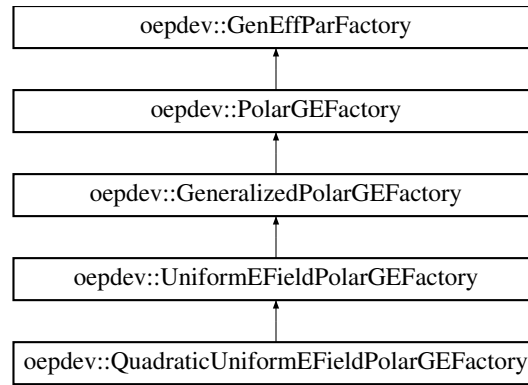 oepdev::GenEffParFactory
oepdev::PolarGEFactory
oepdev::GeneralizedPolarGEFactory
oepdev::UniformEFieldPolarGEFactory
oepdev::QuadraticUniformEFieldPolarGEFactory